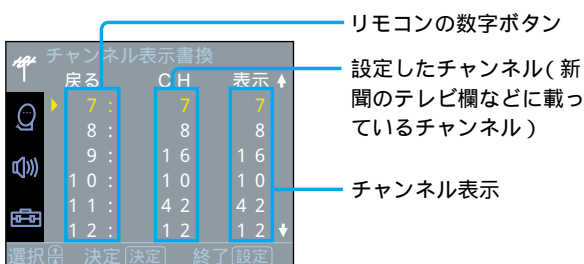 チャンネル表示書換
戻る CH 表示
7: 7 7
8: 8 8
9: 16 16
10: 10 10
11: 42 42
12: 12 12
選択 決定[決定] 終了[設定]
リモコンの数字ボタン
設定したチャンネル(新
聞のテレビ欄などに載っ
ているチャンネル)
チャンネル表示